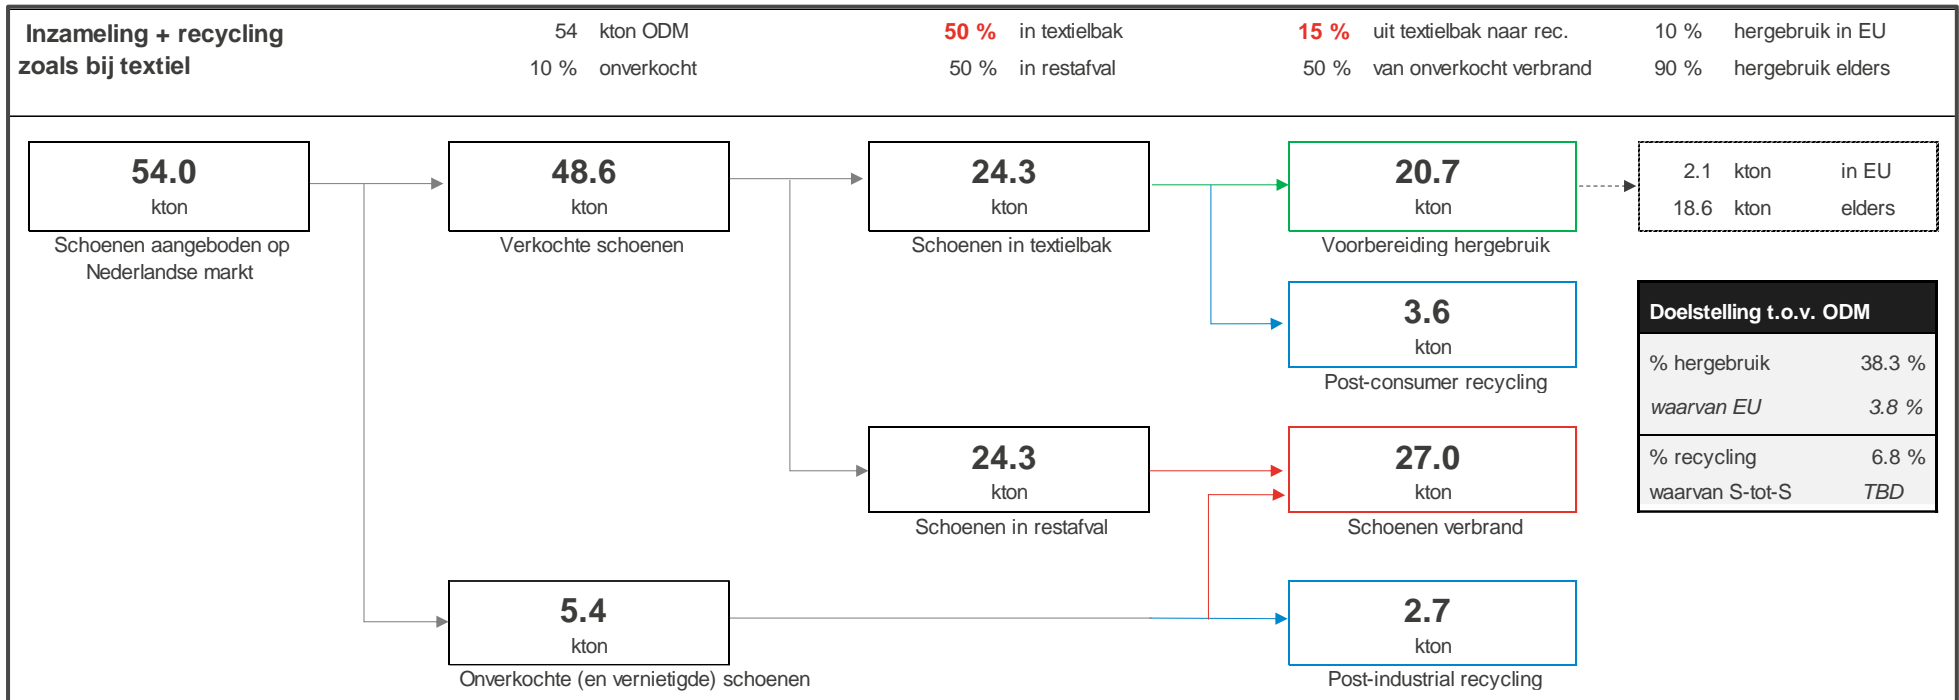 Inzameling + recycling
zoals bij textiel
54 kton ODM
10 % onverkocht
50 % in textielbak
50 % in restafval
15 % uit textielbak naar rec.
50 % van onverkocht verbrand
10 % hergebruik in EU
90 % hergebruik elders
54.0
kton
Schoenen aangeboden op
Nederlandse markt
48.6
kton
Verkochte schoenen
24.3
kton
Schoenen in textielbak
20.7
kton
Voorbereiding hergebruik
2.1 kton in EU
18.6 kton elders
3.6
kton
Post-consumer recycling
Doelstelling t.o.v. ODM
% hergebruik 38.3 %
waarvan EU 3.8 %
% recycling 6.8 %
waarvan S-tot-S TBD
24.3
kton
Schoenen in restafval
27.0
kton
Schoenen verbrand
5.4
kton
Onverkochte (en vernietigde) schoenen
2.7
kton
Post-industrial recycling